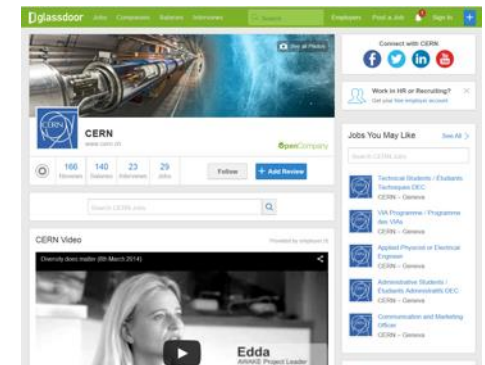 glassdoor Jobs Companies Salaries Interviews Search Employers Post a Job Sign In +
See all Photos
CERN
CERN
www.cern.ch
OpenCompany
166 140 23 29
Reviews Salaries Interviews Jobs
Follow + Add Review
Search CERN Jobs
CERN Video
Provided by employer
Diversity does matter (8th March 2014)
Edda
AWAKE Project Leader
Connect with CERN
Work in HR or Recruiting?
Get your free employer account
Jobs You May Like See All
Search CERN Jobs
Technical Students / Etudiants
Techniques OEC
CERN – Geneva
VIA Programme / Programme
des VIAs
CERN – Geneva
Applied Physicist or Electrical
Engineer
CERN – Geneva
Administrative Students /
Etudiants Administratifs OEC
CERN – Geneva
Communication and Marketing
Officer
CERN – Geneva